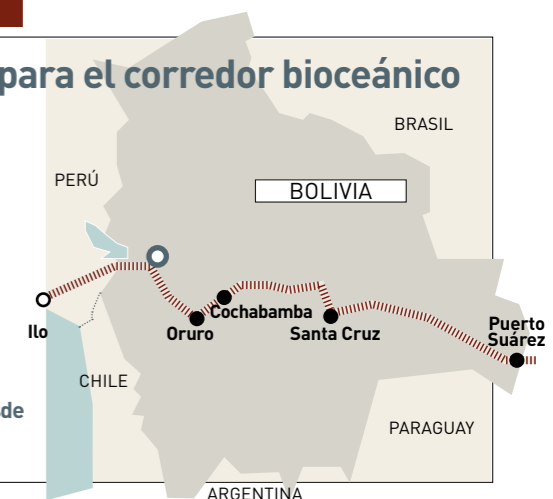 para el corredor bioceánico
BRASIL
PERÚ
BOLIVIA
Cochabamba
Ilo
Oruro
Santa Cruz
Puerto
Suárez
CHILE
de
PARAGUAY
ARGENTINA